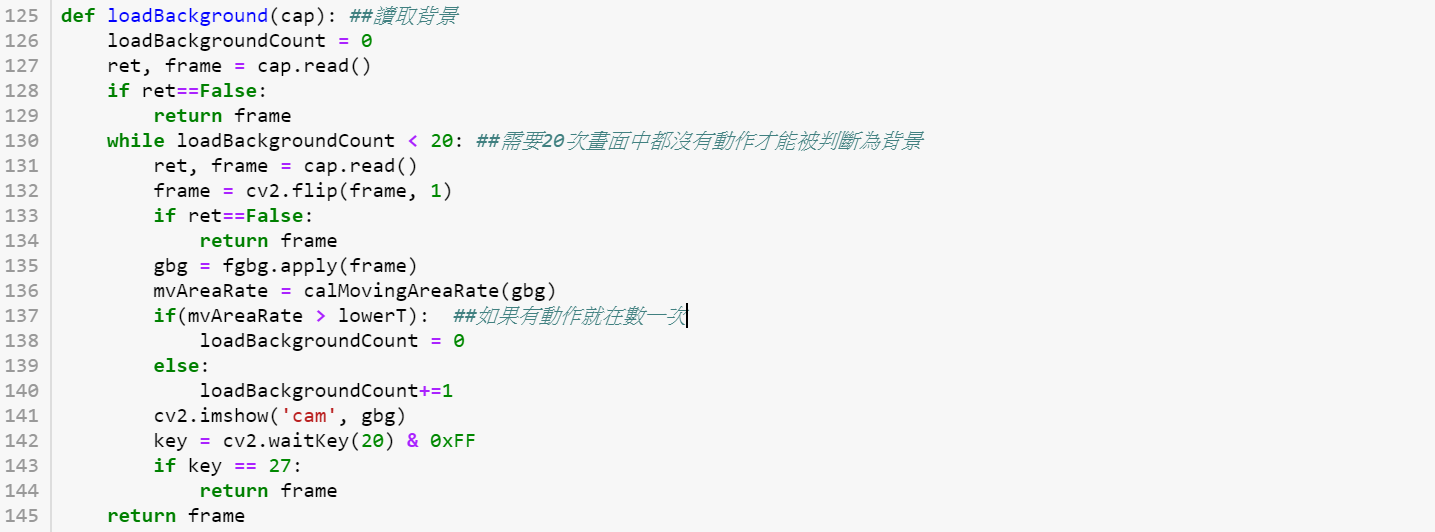 125 def loadBackground(cap): ##讀取背景
126     loadBackgroundCount = 0
127     ret, frame = cap.read()
128     if ret==False:
129         return frame
130     while loadBackgroundCount < 20: ##需要20次畫面中都沒有動作才能被判斷為背景
131         ret, frame = cap.read()
132         frame = cv2.flip(frame, 1)
133         if ret==False:
134             return frame
135         gbg = fgbg.apply(frame)
136         mvAreaRate = calMovingAreaRate(gbg)
137         if(mvAreaRate > lowerT):  ##如果有動作就在數一次
138             loadBackgroundCount = 0
139         else:
140             loadBackgroundCount+=1
141         cv2.imshow('cam', gbg)
142         key = cv2.waitKey(20) & 0xFF
143         if key == 27:
144             return frame
145     return frame